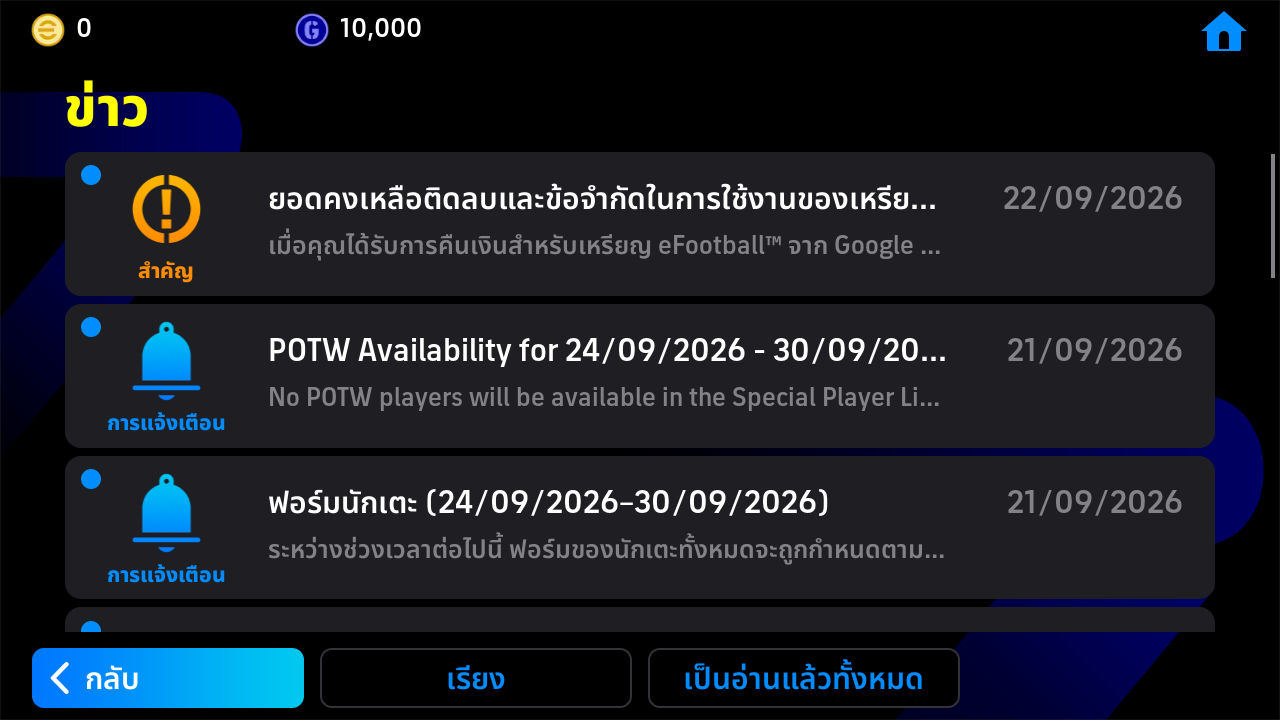 0
10,000
ข่าว
ยอดคงเหลือติดลบและข้อจำกัดในการใช้งานของเหรีย...
22/09/2026
เมื่อคุณได้รับการคืนเงินสำหรับเหรียญ eFootball™ จาก Google ...
สำคัญ
POTW Availability for 24/09/2026 - 30/09/20...
21/09/2026
No POTW players will be available in the Special Player Li...
การแจ้งเตือน
ฟอร์มนักเตะ (24/09/2026–30/09/2026)
21/09/2026
ระหว่างช่วงเวลาต่อไปนี้ ฟอร์มของนักเตะทั้งหมดจะถูกกำหนดตาม...
การแจ้งเตือน
กลับ
เรียง
เป็นอ่านแล้วทั้งหมด